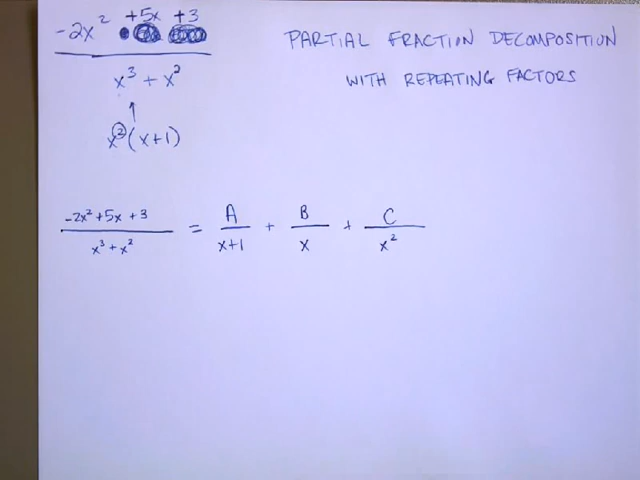 -2x² +5x +3
x³ + x²
↑
x²(x+1)
PARTIAL FRACTION DECOMPOSITION
WITH REPEATING FACTORS
-2x² +5x +3 / x³ + x² = A / x+1 + B / x + C / x²